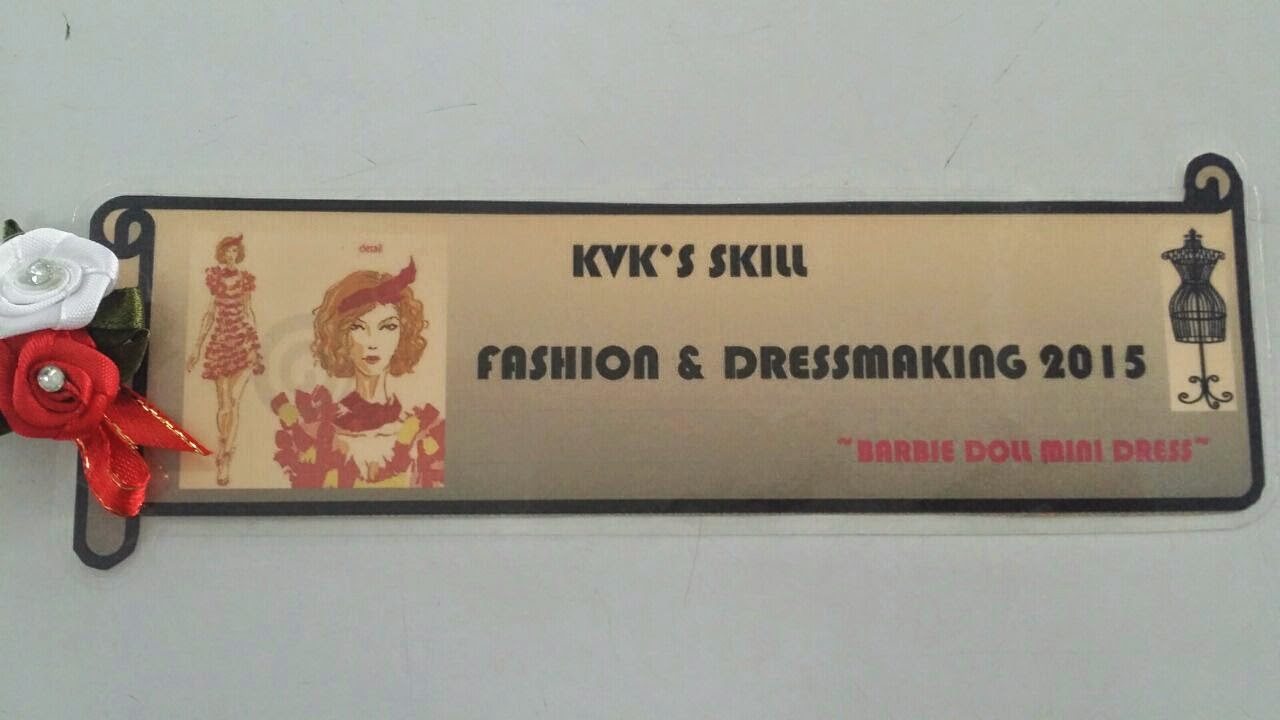 detail
KVK'S SKILL
FASHION & DRESSMAKING 2015
~BARBIE DOLL MINI DRESS~